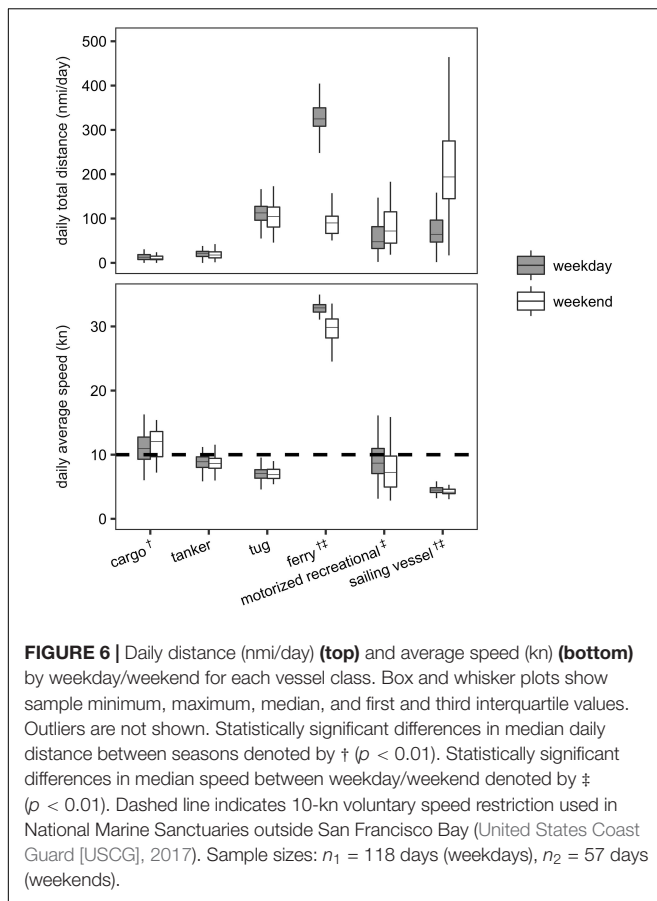 500
400
300
200
100
0
daily total distance (nmi/day)
weekday
weekend
30
20
10
0
daily average speed (kn)
cargo †
tanker
tug
ferry †‡
motorized recreational ‡
sailing vessel †‡
FIGURE 6 | Daily distance (nmi/day) (top) and average speed (kn) (bottom)
by weekday/weekend for each vessel class. Box and whisker plots show
sample minimum, maximum, median, and first and third interquartile values.
Outliers are not shown. Statistically significant differences in median daily
distance between seasons denoted by † (p < 0.01). Statistically significant
differences in median speed between weekday/weekend denoted by ‡
(p < 0.01). Dashed line indicates 10-kn voluntary speed restriction used in
National Marine Sanctuaries outside San Francisco Bay (United States Coast
Guard [USCG], 2017). Sample sizes: n1 = 118 days (weekdays), n2 = 57 days
(weekends).